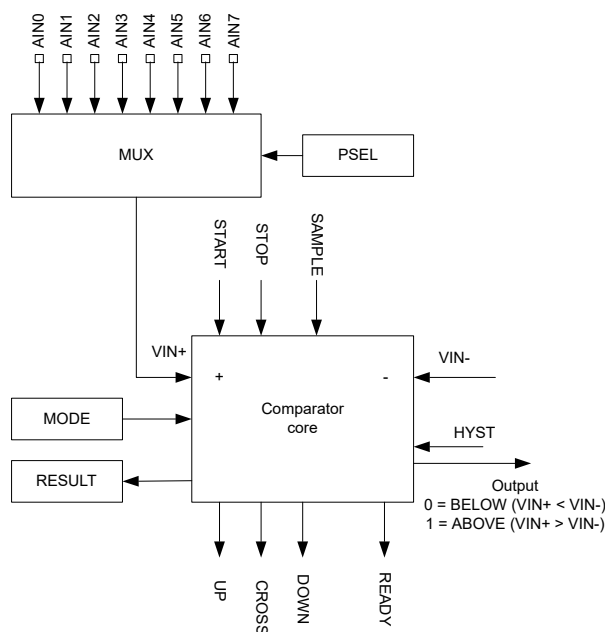 AIN0
AIN1
AIN2
AIN3
AIN4
AIN5
AIN6
AIN7
MUX
PSEL
START
STOP
SAMPLE
VIN+
VIN-
+
-
MODE
Comparator
core
HYST
RESULT
Output
0 = BELOW (VIN+ < VIN-)
1 = ABOVE (VIN+ > VIN-)
UP
CROSS
DOWN
READY